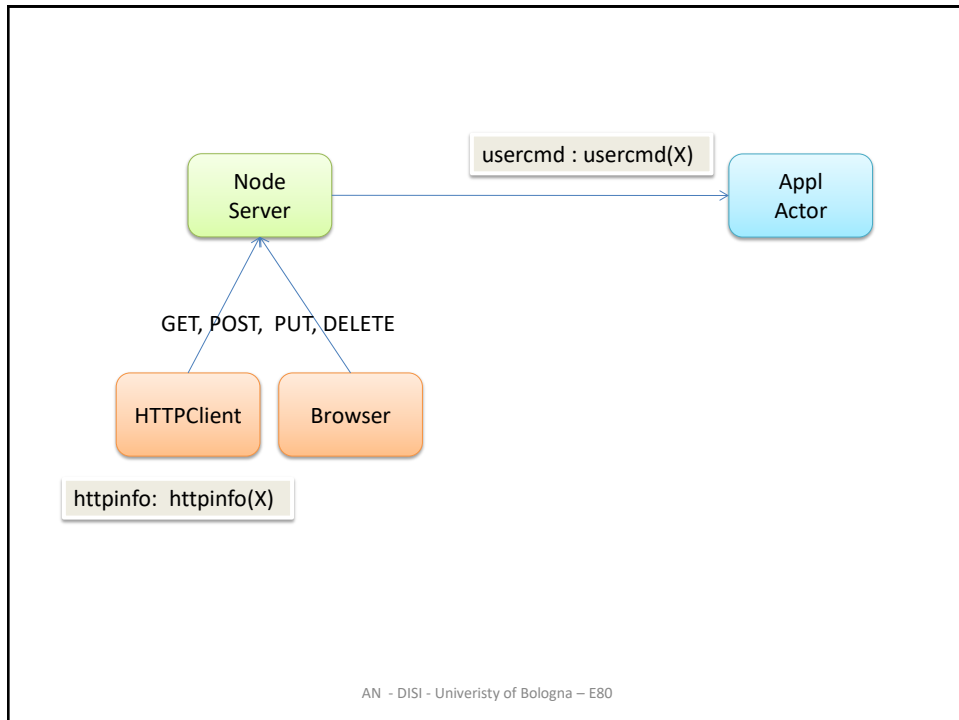 usercmd : usercmd(X)
Node
Server
Appl
Actor
GET, POST, PUT, DELETE
HTTPClient
Browser
httpinfo: httpinfo(X)
AN - DISI - Univeristy of Bologna – E80